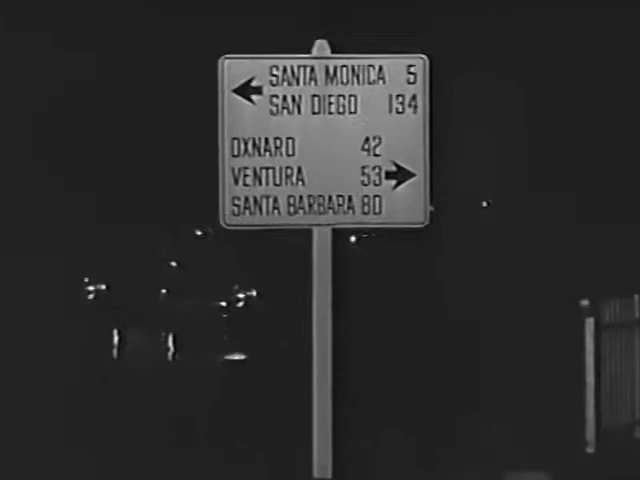 SANTA MONICA 5
SAN DIEGO 134
OXNARD 42
VENTURA 53
SANTA BARBARA 80